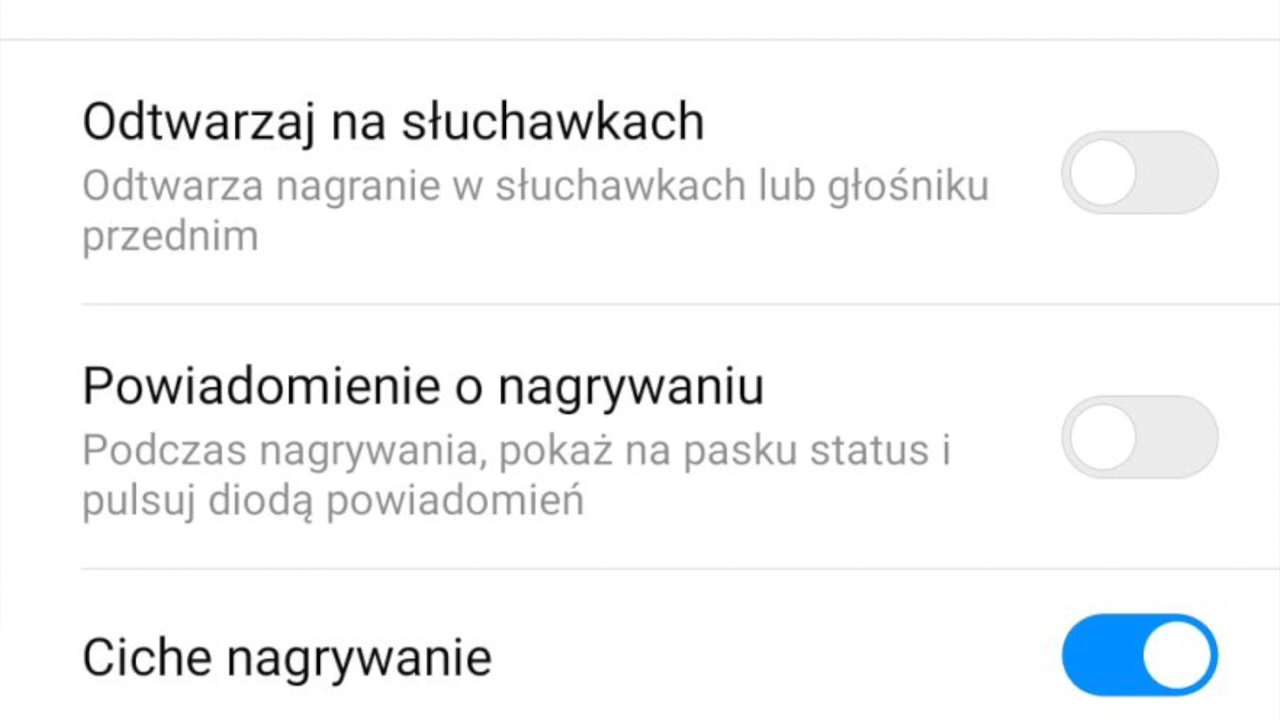 Odtwarzaj na słuchawkach
Odtwarza nagranie w słuchawkach lub głośniku
przednim
Powiadomienie o nagrywaniu
Podczas nagrywania, pokaż na pasku status i
pulsuj diodą powiadomień
Ciche nagrywanie